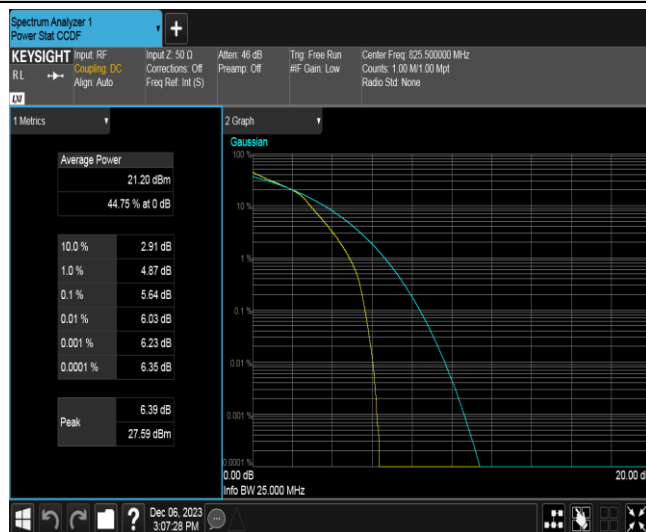 Spectrum Analyzer 1
Power Stat CCDF
+
KEYSIGHT
RL
LXI
Input: RF
Coupling: DC
Align: Auto
Input Z: 50 Ω
Corrections: Off
Freq Ref: Int (S)
Atten: 46 dB
Preamp: Off
Trig: Free Run
#IF Gain: Low
Center Freq: 825.500000 MHz
Counts: 1.00 M/1.00 Mpt
Radio Std: None
1 Metrics
Average Power
21.20 dBm
44.75 % at 0 dB
10.0 % 2.91 dB
1.0 % 4.87 dB
0.1 % 5.64 dB
0.01 % 6.03 dB
0.001 % 6.23 dB
0.0001 % 6.35 dB
Peak
6.39 dB
27.59 dBm
2 Graph
Gaussian
100 %
10 %
1 %
0.1 %
0.01 %
0.001 %
0.0001 %
0.00 dB
20.00 d
Info BW 25.000 MHz
?
Dec 06, 2023
3:07:28 PM